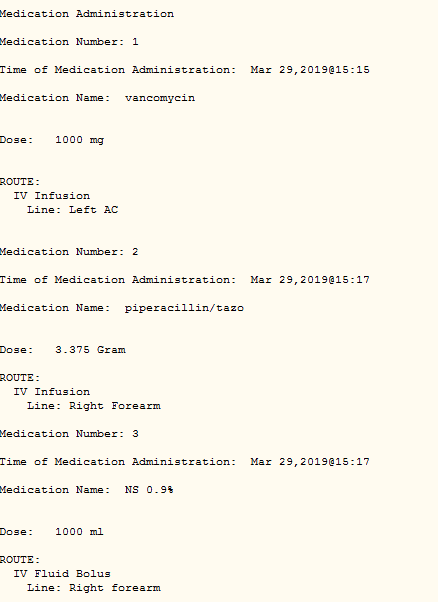 Medication Administration
Medication Number: 1
Time of Medication Administration:  Mar 29,2019@15:15
Medication Name:  vancomycin
Dose:   1000 mg
ROUTE:
  IV Infusion
    Line: Left AC
Medication Number: 2
Time of Medication Administration:  Mar 29,2019@15:17
Medication Name:  piperacillin/tazo
Dose:   3.375 Gram
ROUTE:
  IV Infusion
    Line: Right Forearm
Medication Number: 3
Time of Medication Administration:  Mar 29,2019@15:17
Medication Name:  NS 0.9%
Dose:   1000 ml
ROUTE:
  IV Fluid Bolus
    Line: Right forearm